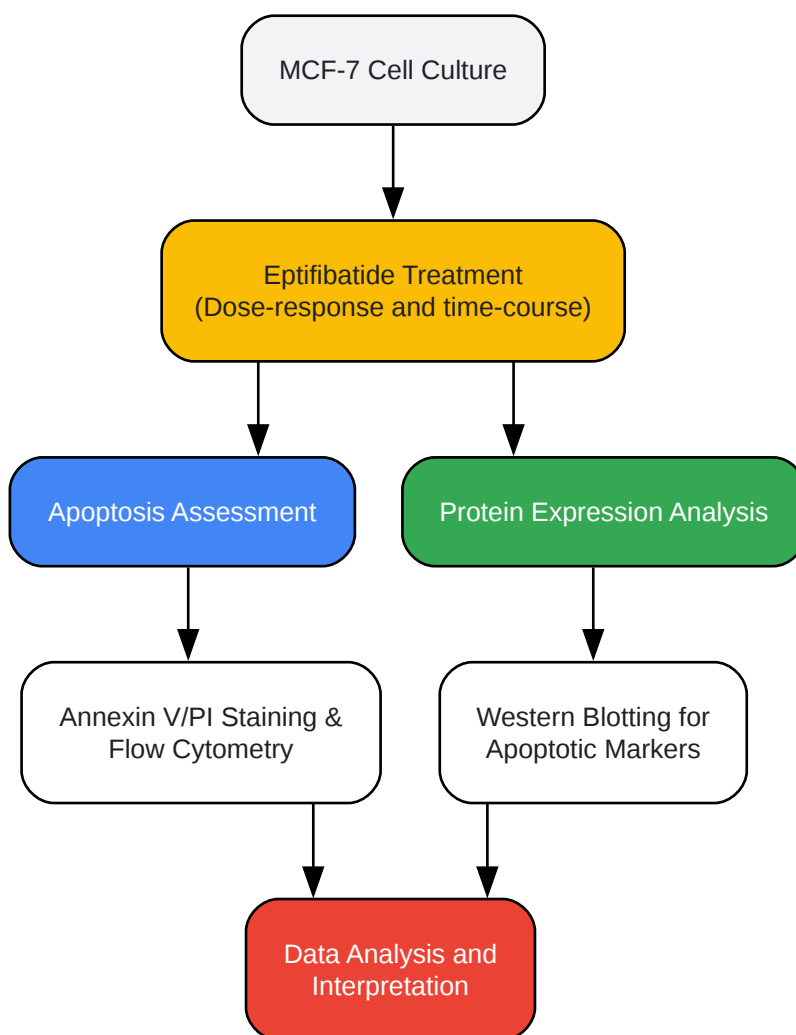 MCF-7 Cell Culture
Eptifibatide Treatment
(Dose-response and time-course)
Apoptosis Assessment
Protein Expression Analysis
Annexin V/PI Staining &
Flow Cytometry
Western Blotting for
Apoptotic Markers
Data Analysis and
Interpretation